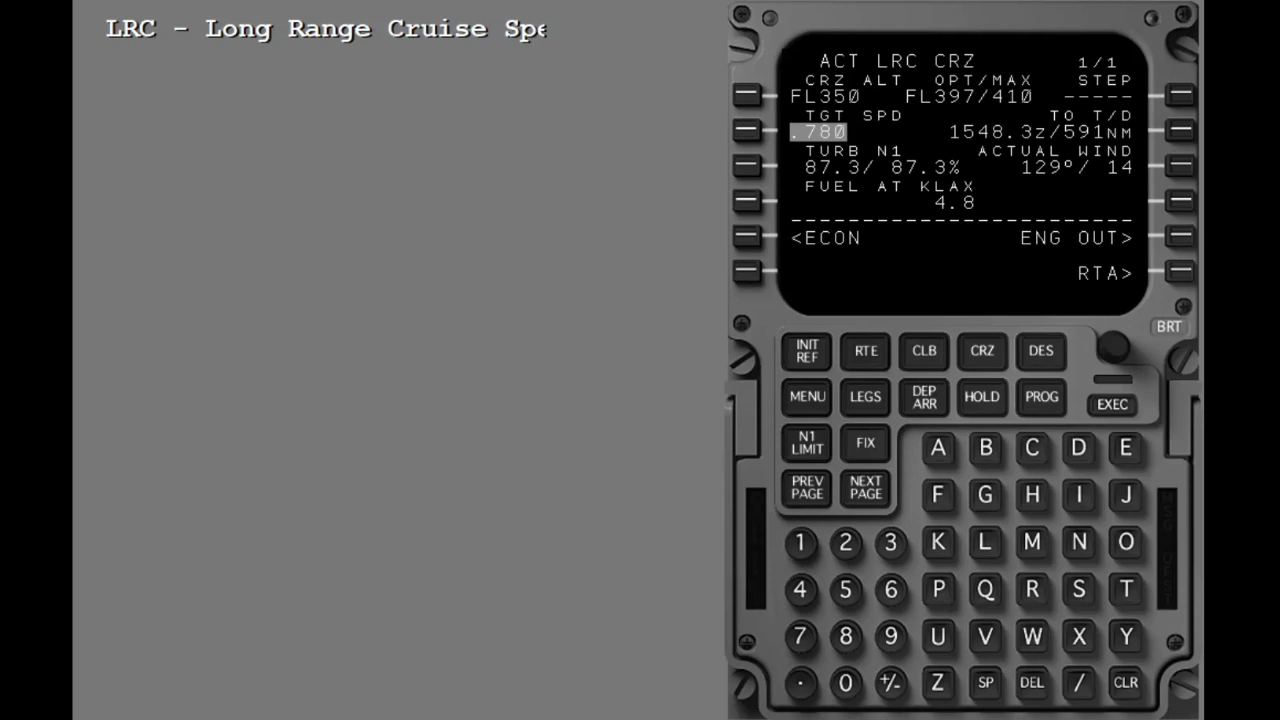 LRC - Long Range Cruise Spe
ACT LRC CRZ 1/1
CRZ ALT OPT/MAX STEP
FL350 FL397/410 -----
TGT SPD TO T/D
.780 1548.3z/591NM
TURB N1 ACTUAL WIND
87.3/ 87.3% 129°/ 14
FUEL AT KLAX
4.8
------------------------
<ECON ENG OUT>
RTA>
BRT
INIT REF RTE CLB CRZ DES
MENU LEGS DEP ARR HOLD PROG EXEC
N1 LIMIT FIX
PREV PAGE NEXT PAGE
A B C D E
F G H I J
1 2 3 K L M N O
4 5 6 P Q R S T
7 8 9 U V W X Y
. 0 +/- Z SP DEL / CLR